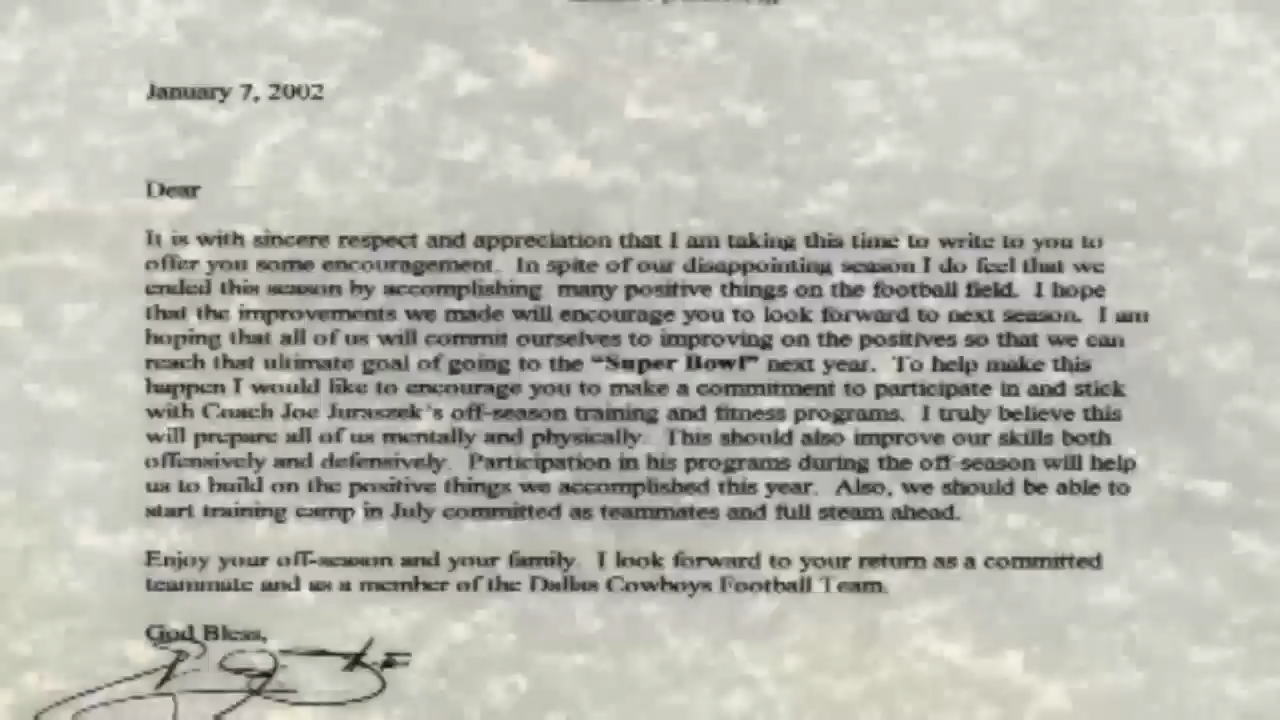 January 7, 2002
Dear
It is with sincere respect and appreciation that I am taking this time to write to you to
offer you some encouragement. In spite of our disappointing season I do feel that we
ended this season by accomplishing many positive things on the football field. I hope
that the improvements we made will encourage you to look forward to next season. I am
hoping that all of us will commit ourselves to improving on the positives so that we can
reach that ultimate goal of going to the “Super Bowl” next year. To help make this
happen I would like to encourage you to make a commitment to participate in and stick
with Coach Joe Juraszek's off-season training and fitness programs. I truly believe this
will prepare all of us mentally and physically. This should also improve our skills both
offensively and defensively. Participation in his programs during the off-season will help
us to build on the positive things we accomplished this year. Also, we should be able to
start training camp in July committed as teammates and full steam ahead.
Enjoy your off-season and your family. I look forward to your return as a committed
teammate and as a member of the Dallas Cowboys Football Team.
God Bless,